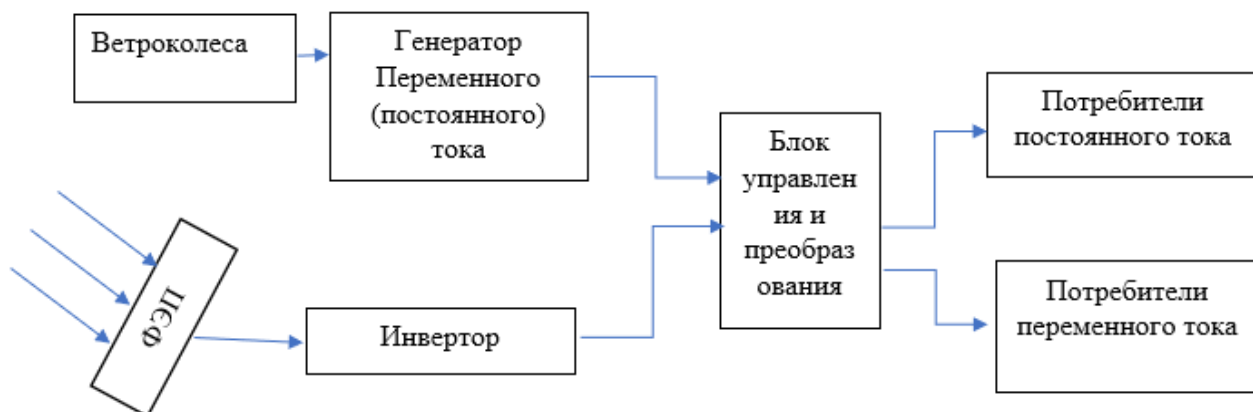 Ветроколеса
Генератор
Переменного
(постоянного)
тока
Блок
управлен
ия и
преобраз
ования
Потребители
постоянного тока
ФЭП
Инвертор
Потребители
переменного тока